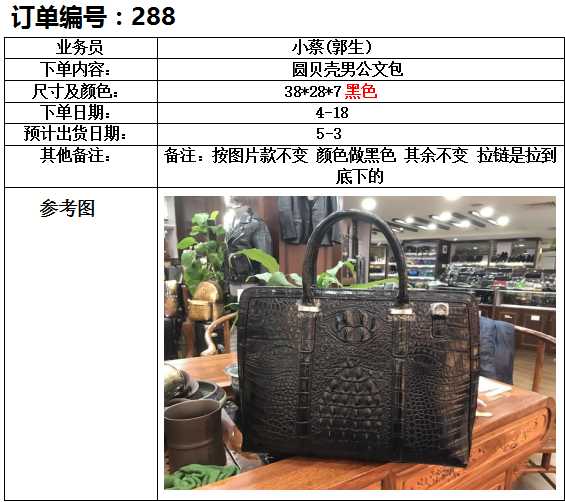 订单编号：288
业务员 小蔡(郭生)
下单内容： 圆贝壳男公文包
尺寸及颜色： 38*28*7 黑色
下单日期： 4-18
预计出货日期： 5-3
其他备注： 备注：按图片款不变 颜色做黑色 其余不变 拉链是拉到
底下的
参考图